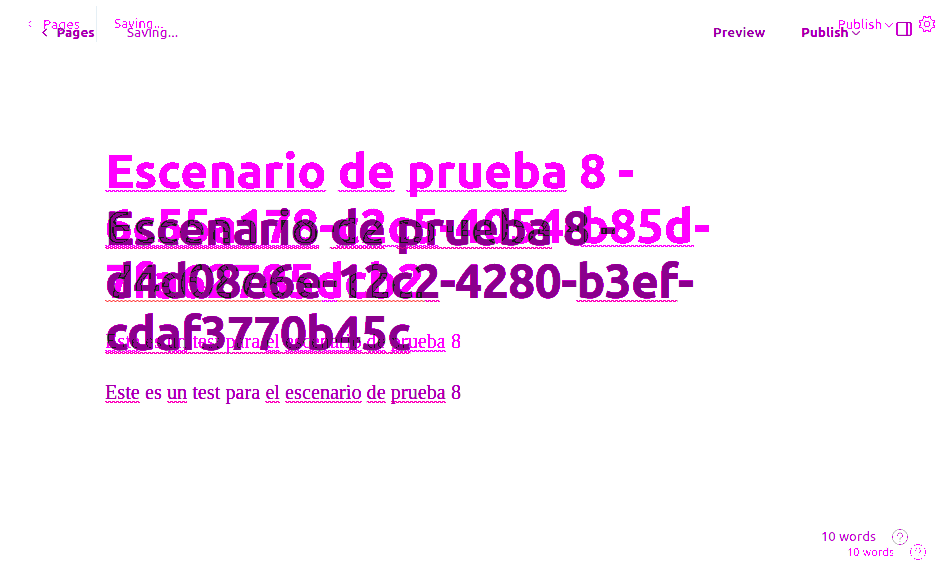 Pages Saving... Publish
Pages Saving... Preview Publish
Escenario de prueba 8 -
Escenario de prueba 8 -
d4d08e6e-12c2-4280-b3ef-
cdaf3770b45c
Este es un test para el escenario de prueba 8
Este es un test para el escenario de prueba 8
10 words
10 words